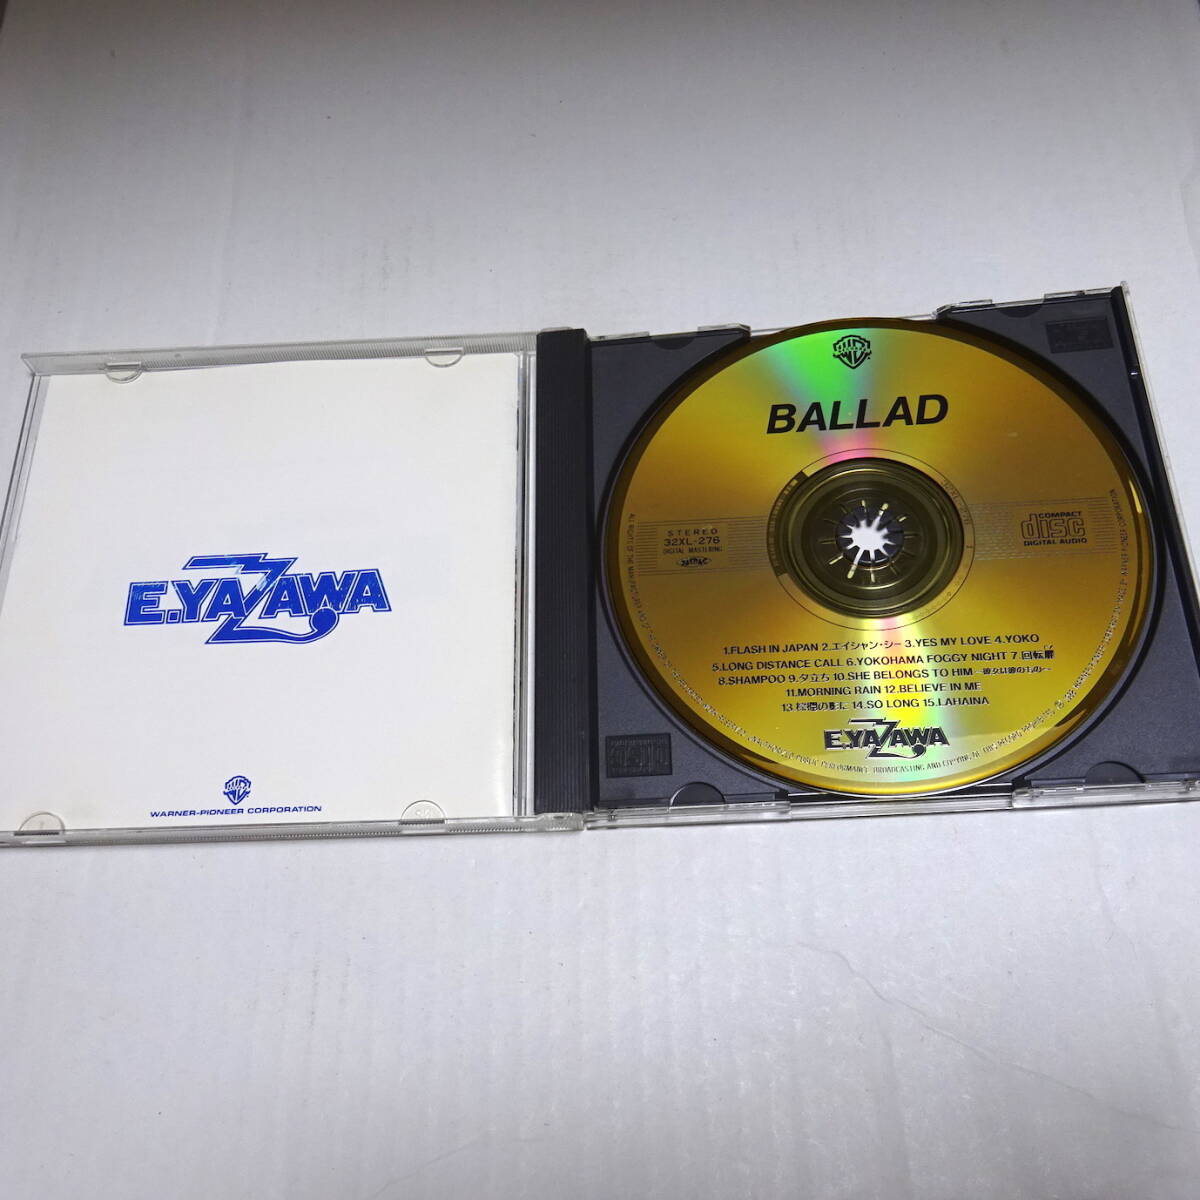 E.YAZAWA
WARNER-PIONEER CORPORATION
BALLAD
STEREO
32XL-276
DIGITAL MASTERING
COMPACT
disc
DIGITAL AUDIO
1.FLASH IN JAPAN 2.エイシャン・シー 3.YES MY LOVE 4.YOKO
5.LONG DISTANCE CALL 6.YOKOHAMA FOGGY NIGHT 7.回転扉
8.SHAMPOO 9.夕立ち 10.SHE BELONGS TO HIM ―彼女は彼のもの―
11.MORNING RAIN 12.BELIEVE IN ME
13.棕櫚の影に 14.SO LONG 15.LAHAINA
E.YAZAWA